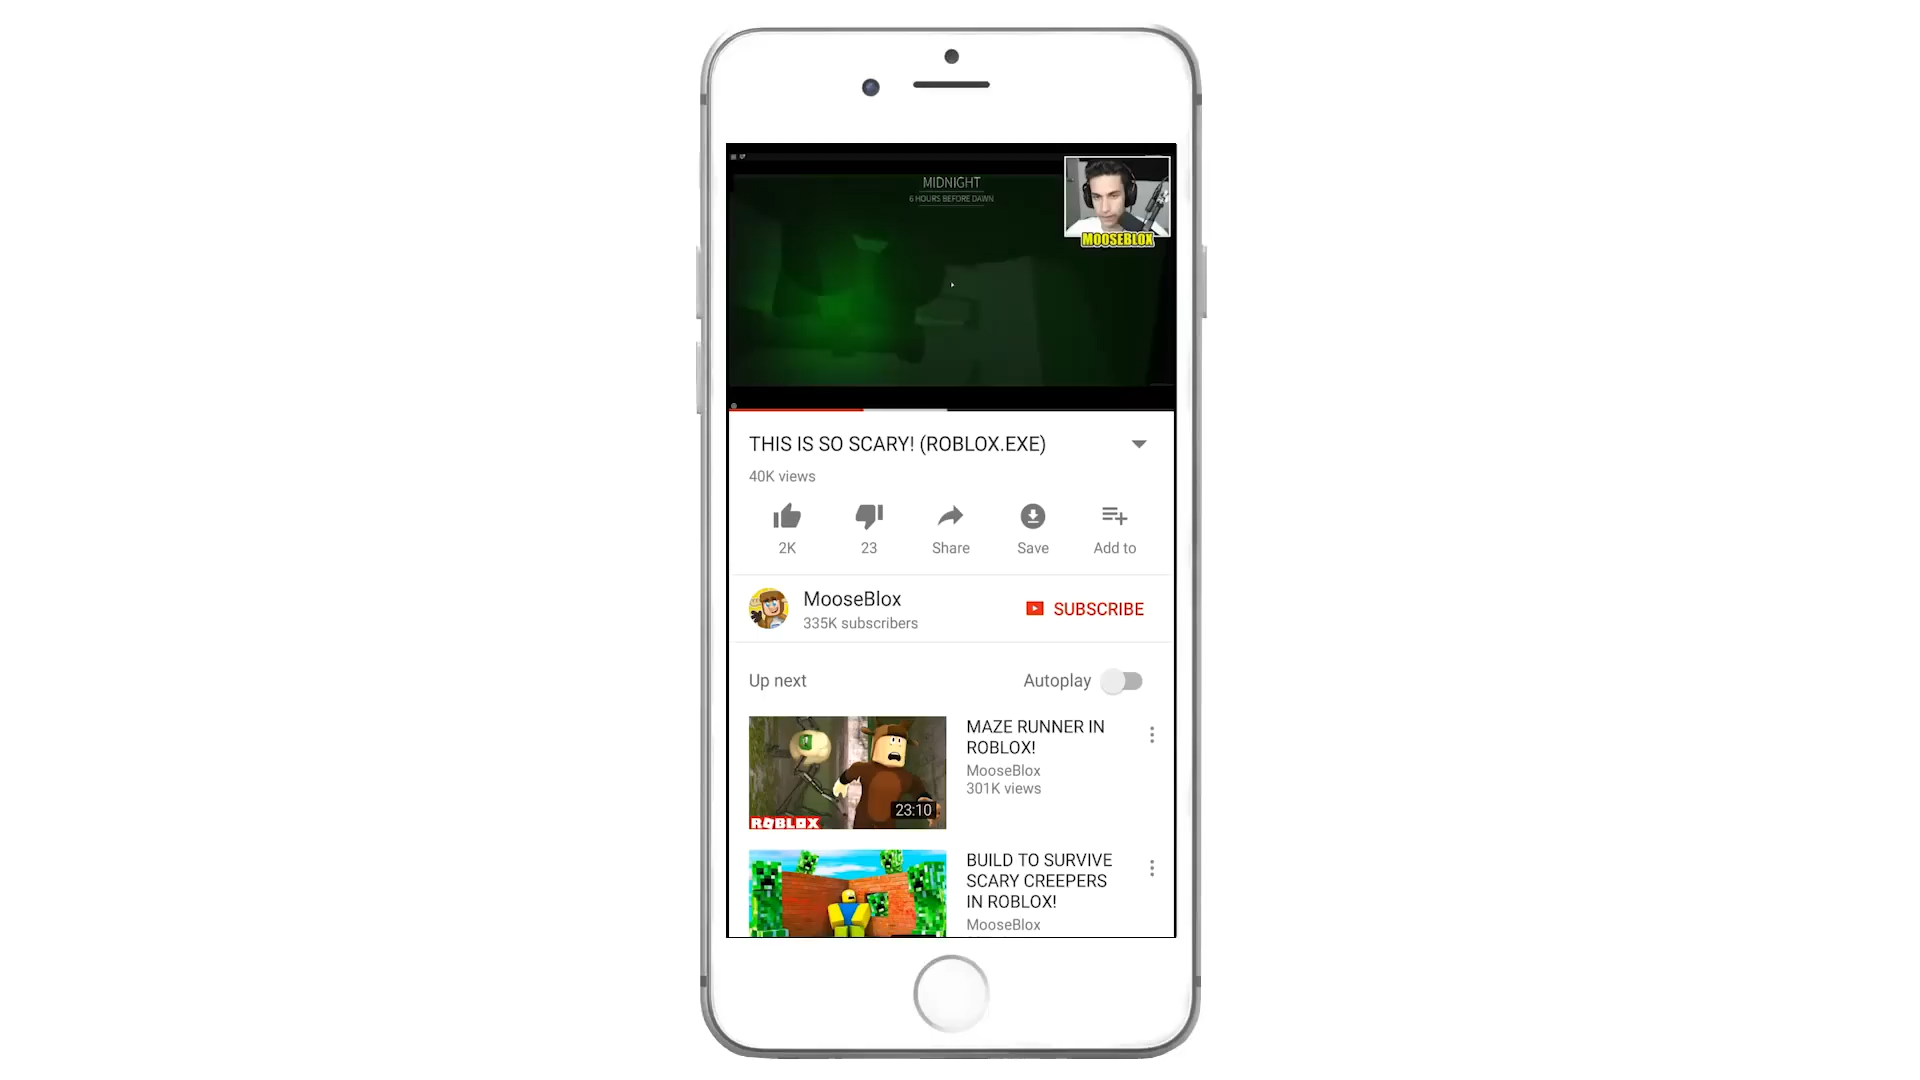 MIDNIGHT
6 HOURS BEFORE DAWN
MOOSEBLOX
THIS IS SO SCARY! (ROBLOX.EXE)
40K views
2K
23
Share
Save
Add to
MooseBlox
335K subscribers
SUBSCRIBE
Up next
Autoplay
23:10
ROBLOX
MAZE RUNNER IN
ROBLOX!
MooseBlox
301K views
BUILD TO SURVIVE
SCARY CREEPERS
IN ROBLOX!
MooseBlox